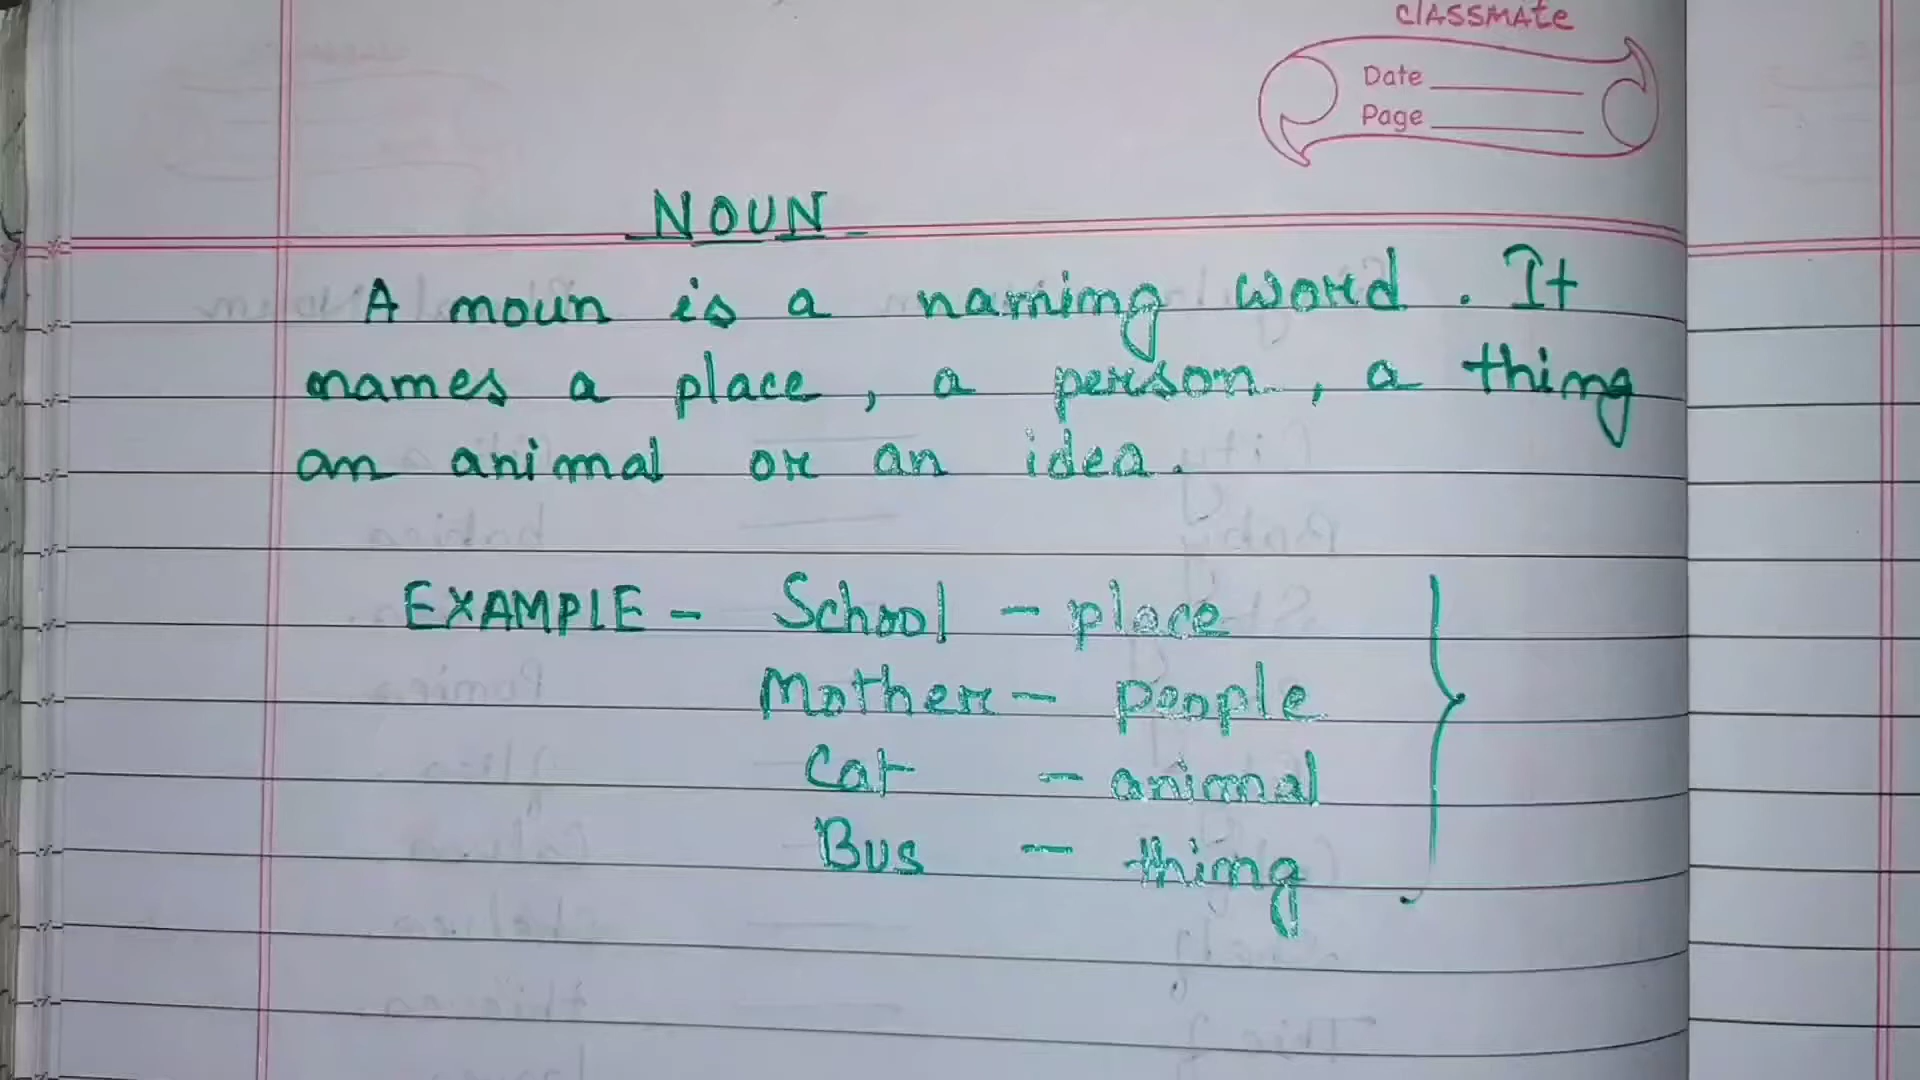 classmate
Date
Page
NOUN
A noun is a naming word. It
names a place, a person, a thing
an animal or an idea.
EXAMPLE - School - place
Mother - people
Cat - animal
Bus - thing